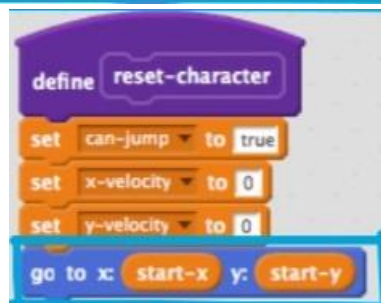 define reset-character
set can-jump to true
set x-velocity to 0
set y-velocity to 0
go to x: start-x y: start-y